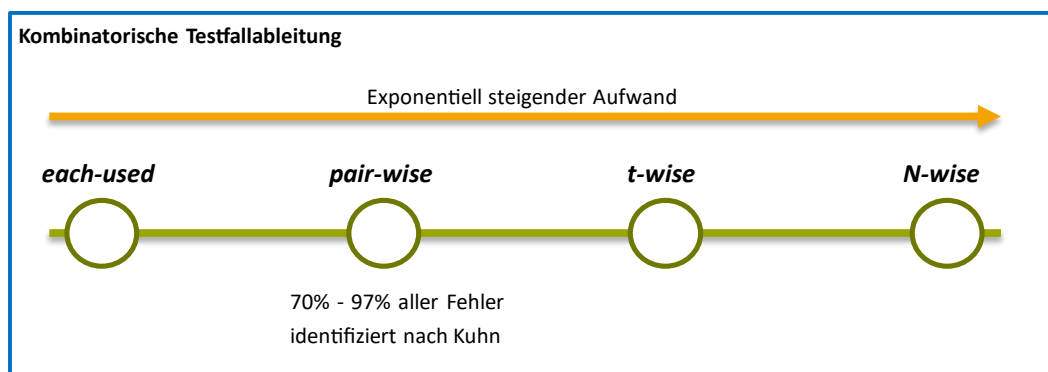 Kombinatorische Testfallableitung
Exponentiell steigender Aufwand
each-used pair-wise t-wise N-wise
70% - 97% aller Fehler
identifiziert nach Kuhn